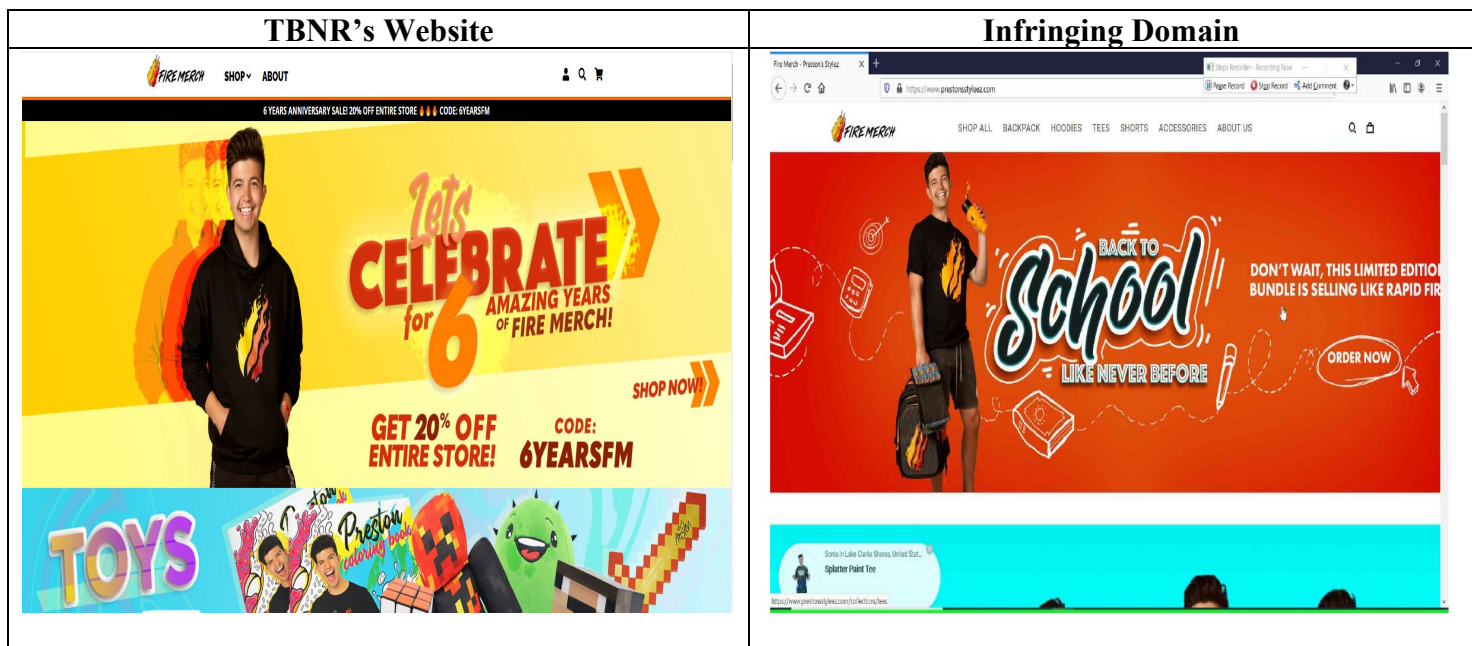 TBNR's Website
Infringing Domain
FIRE MERCH
SHOP
ABOUT
6 YEARS ANNIVERSARY SALE! 20% OFF ENTIRE STORE 🔥🔥🔥 CODE: 6YEARSFM
Lets
CELEBRATE
for 6 AMAZING YEARS
OF FIRE MERCH!
SHOP NOW!
GET 20% OFF
ENTIRE STORE!
CODE:
6YEARSFM
TOYS
Preston
coloring book
Fire Merch - Preston's Stylez
Steps Recorder - Recording Now
Pause Record Stop Record Add Comment
https://www.prestonsstyleez.com
FIRE MERCH
SHOP ALL BACKPACK HOODIES TEES SHORTS ACCESSORIES ABOUT US
BACK TO
School
LIKE NEVER BEFORE
DON'T WAIT, THIS LIMITED EDITIO
BUNDLE IS SELLING LIKE RAPID FIR
ORDER NOW
Sonia in Lake Clarke Shores, United Stat...
Splatter Paint Tee
https://www.prestonsstyleez.com/collections/tees